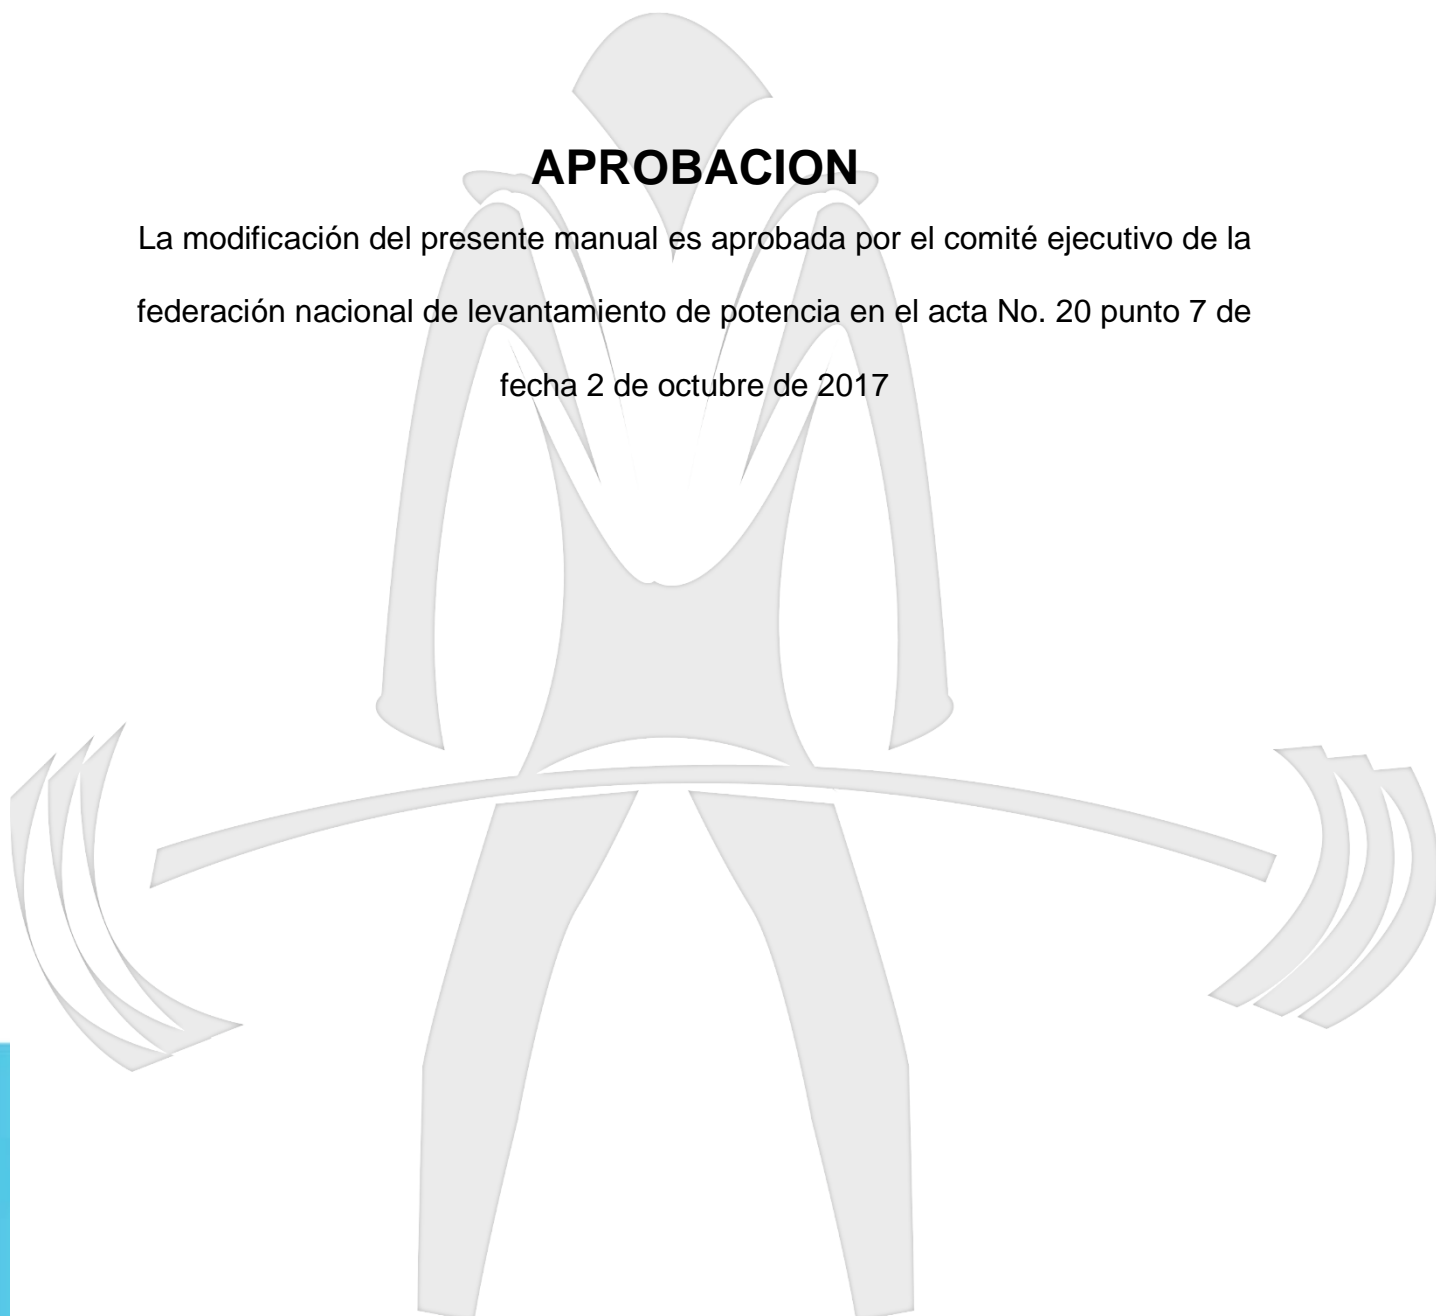 APROBACION
La modificación del presente manual es aprobada por el comité ejecutivo de la
federación nacional de levantamiento de potencia en el acta No. 20 punto 7 de
fecha 2 de octubre de 2017